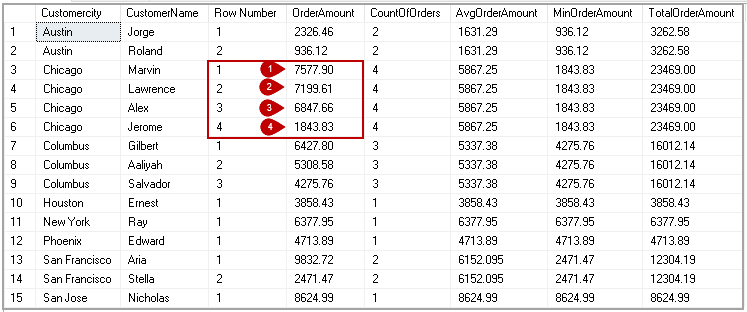 Customercity CustomerName Row Number OrderAmount CountOfOrders AvgOrderAmount MinOrderAmount TotalOrderAmount
1 Austin Jorge 1 2326.46 2 1631.29 936.12 3262.58
2 Austin Roland 2 936.12 2 1631.29 936.12 3262.58
3 Chicago Marvin 1 1 7577.90 4 5867.25 1843.83 23469.00
4 Chicago Lawrence 2 2 7199.61 4 5867.25 1843.83 23469.00
5 Chicago Alex 3 3 6847.66 4 5867.25 1843.83 23469.00
6 Chicago Jerome 4 4 1843.83 4 5867.25 1843.83 23469.00
7 Columbus Gilbert 1 6427.80 3 5337.38 4275.76 16012.14
8 Columbus Aaliyah 2 5308.58 3 5337.38 4275.76 16012.14
9 Columbus Salvador 3 4275.76 3 5337.38 4275.76 16012.14
10 Houston Ernest 1 3858.43 1 3858.43 3858.43 3858.43
11 New York Ray 1 6377.95 1 6377.95 6377.95 6377.95
12 Phoenix Edward 1 4713.89 1 4713.89 4713.89 4713.89
13 San Francisco Aria 1 9832.72 2 6152.095 2471.47 12304.19
14 San Francisco Stella 2 2471.47 2 6152.095 2471.47 12304.19
15 San Jose Nicholas 1 8624.99 1 8624.99 8624.99 8624.99